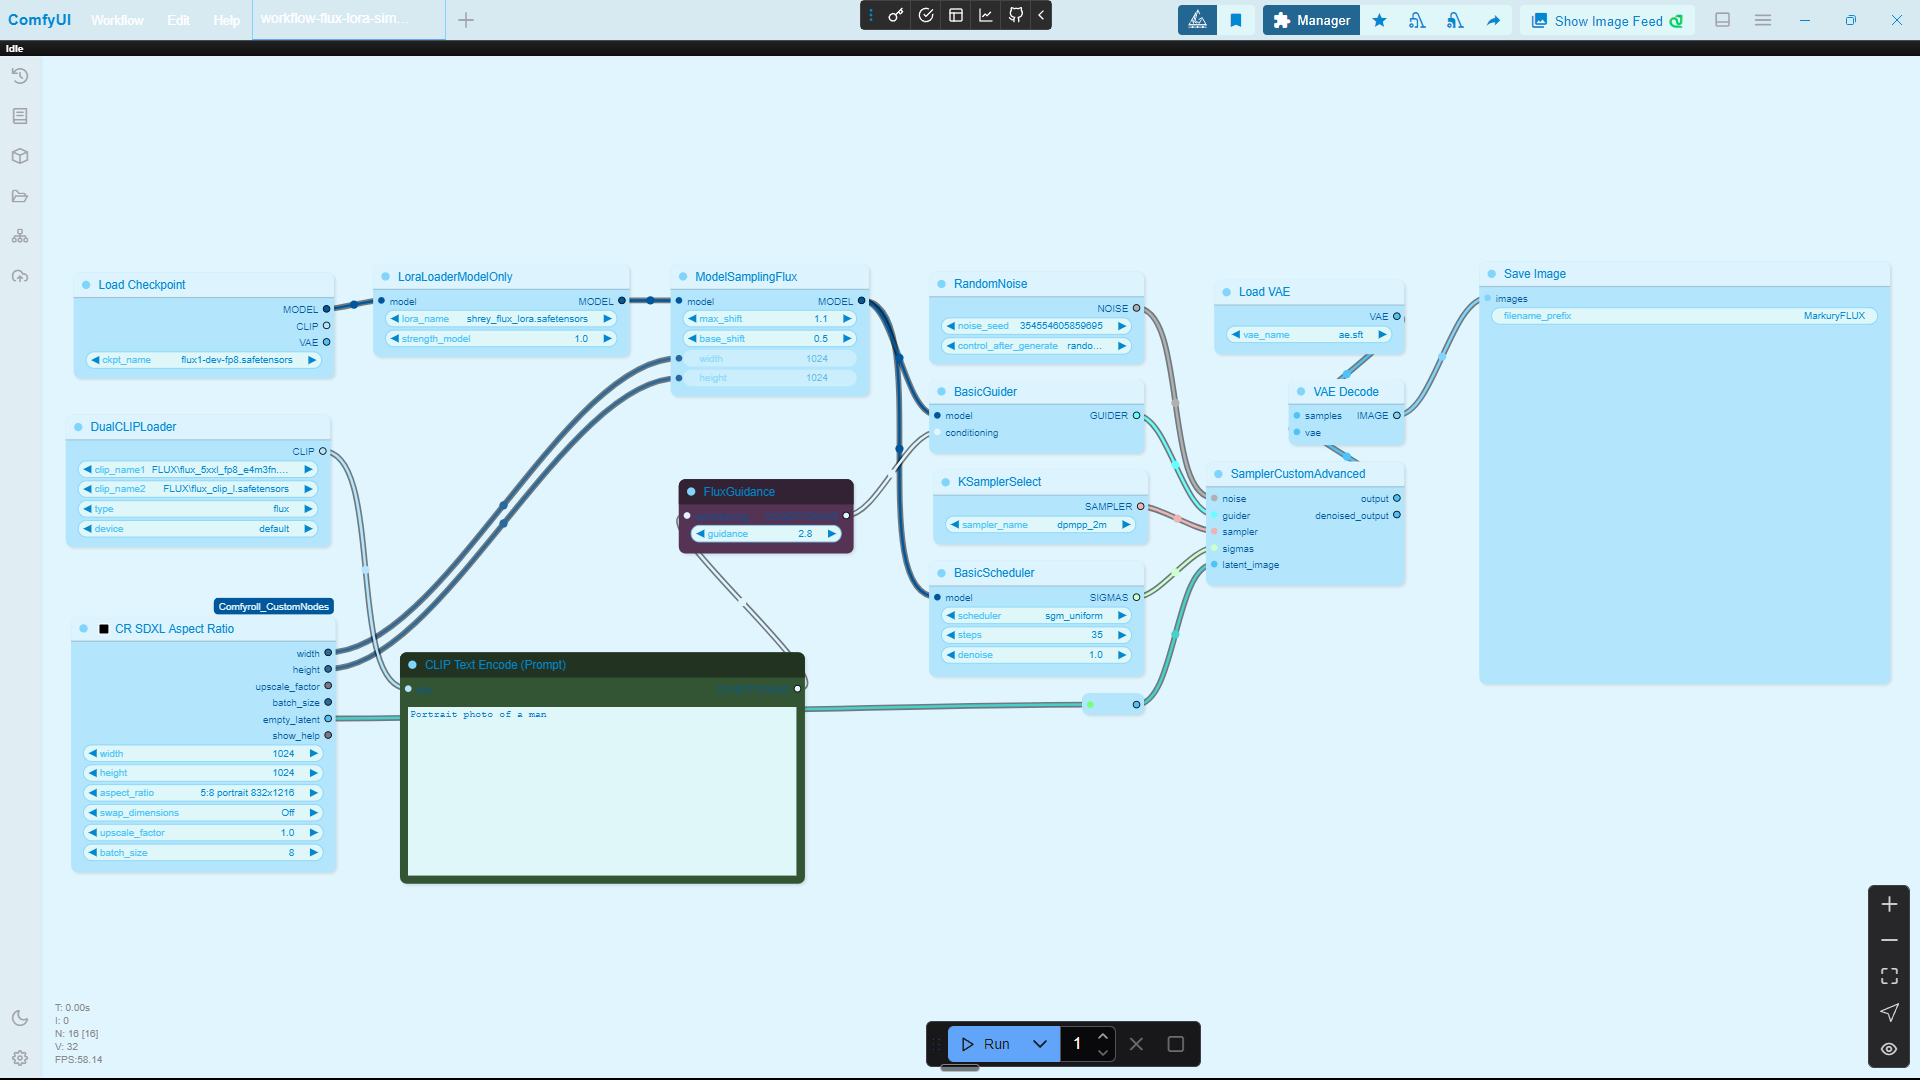 ComfyUI Workflow Edit Help workflow-flux-lora-sim...
Manager
Show Image Feed
Idle
Load Checkpoint
MODEL
CLIP
VAE
ckpt_name flux1-dev-fp8.safetensors
LoraLoaderModelOnly
model MODEL
lora_name shrey_flux_lora.safetensors
strength_model 1.0
ModelSamplingFlux
model MODEL
max_shift 1.1
base_shift 0.5
width 1024
height 1024
RandomNoise
NOISE
noise_seed 354554605859695
control_after_generate rando...
Load VAE
VAE
vae_name ae.sft
Save Image
images
filename_prefix MarkuryFLUX
DualCLIPLoader
CLIP
clip_name1 FLUX\flux_5xxl_fp8_e4m3fn....
clip_name2 FLUX\flux_clip_l.safetensors
type flux
device default
BasicGuider
model GUIDER
conditioning
VAE Decode
samples IMAGE
vae
FluxGuidance
guidance 2.8
KSamplerSelect
SAMPLER
sampler_name dpmpp_2m
SamplerCustomAdvanced
noise output
guider denoised_output
sampler
sigmas
latent_image
BasicScheduler
model SIGMAS
scheduler sgm_uniform
steps 35
denoise 1.0
Comfyroll_CustomNodes
CR SDXL Aspect Ratio
width
height
upscale_factor
batch_size
empty_latent
show_help
width 1024
height 1024
aspect_ratio 5:8 portrait 832x1216
swap_dimensions Off
upscale_factor 1.0
batch_size 8
CLIP Text Encode (Prompt)
clip
Portrait photo of a man
T: 0.00s
I: 0
N: 16 [16]
V: 32
FPS:58.14
Run 1